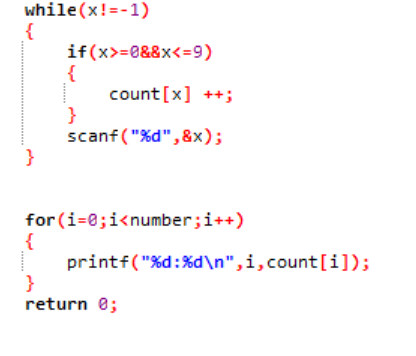 while(x!=-1)
{
if(x>=0&&x<=9)
{
count[x] ++;
}
scanf("%d",&x);
}
for(i=0;i<number;i++)
{
printf("%d:%d\n",i,count[i]);
}
return 0;